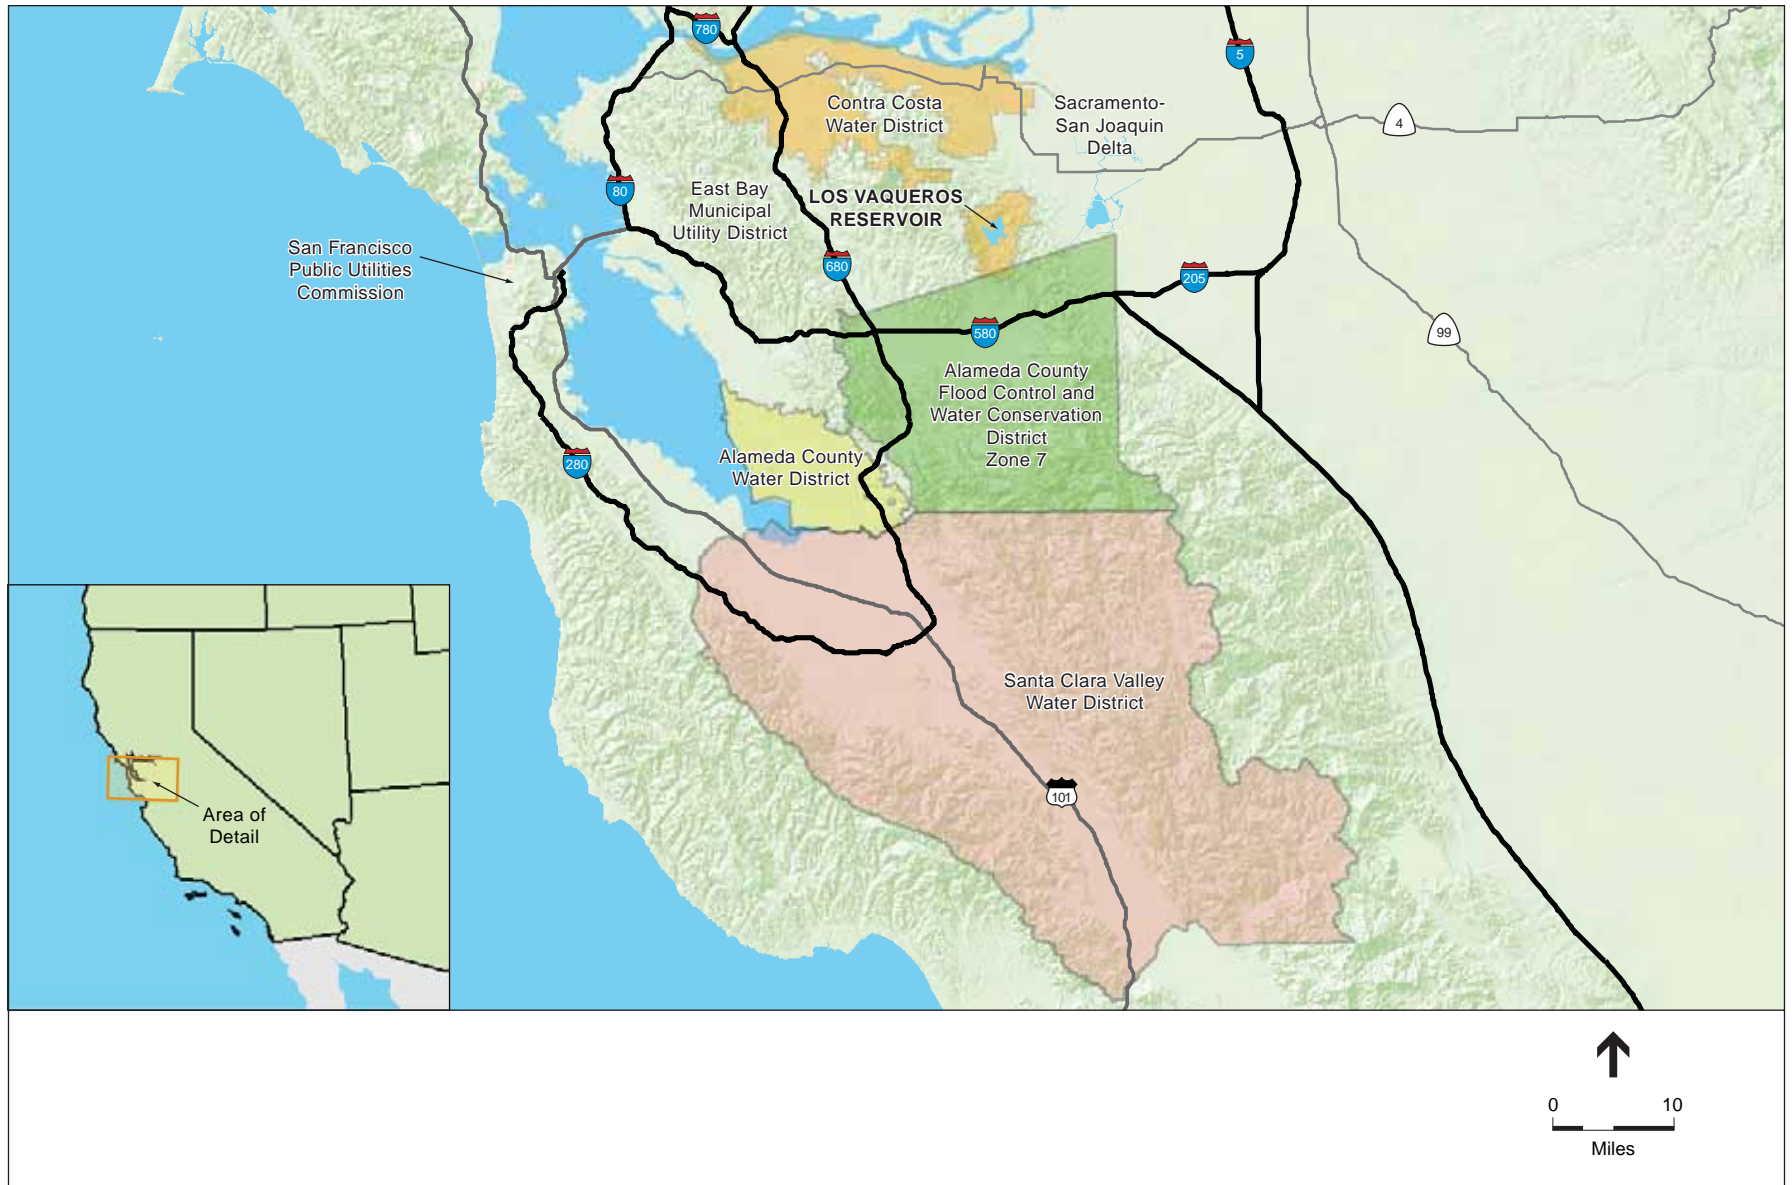 780
5
Contra Costa
Water District
Sacramento-
San Joaquin
Delta
4
80
East Bay
Municipal
Utility District
LOS VAQUEROS
RESERVOIR
San Francisco
Public Utilities
Commission
680
205
580
99
Alameda County
Flood Control and
Water Conservation
District
Zone 7
280
Alameda County
Water District
Santa Clara Valley
Water District
101
Area of
Detail
0 10
Miles